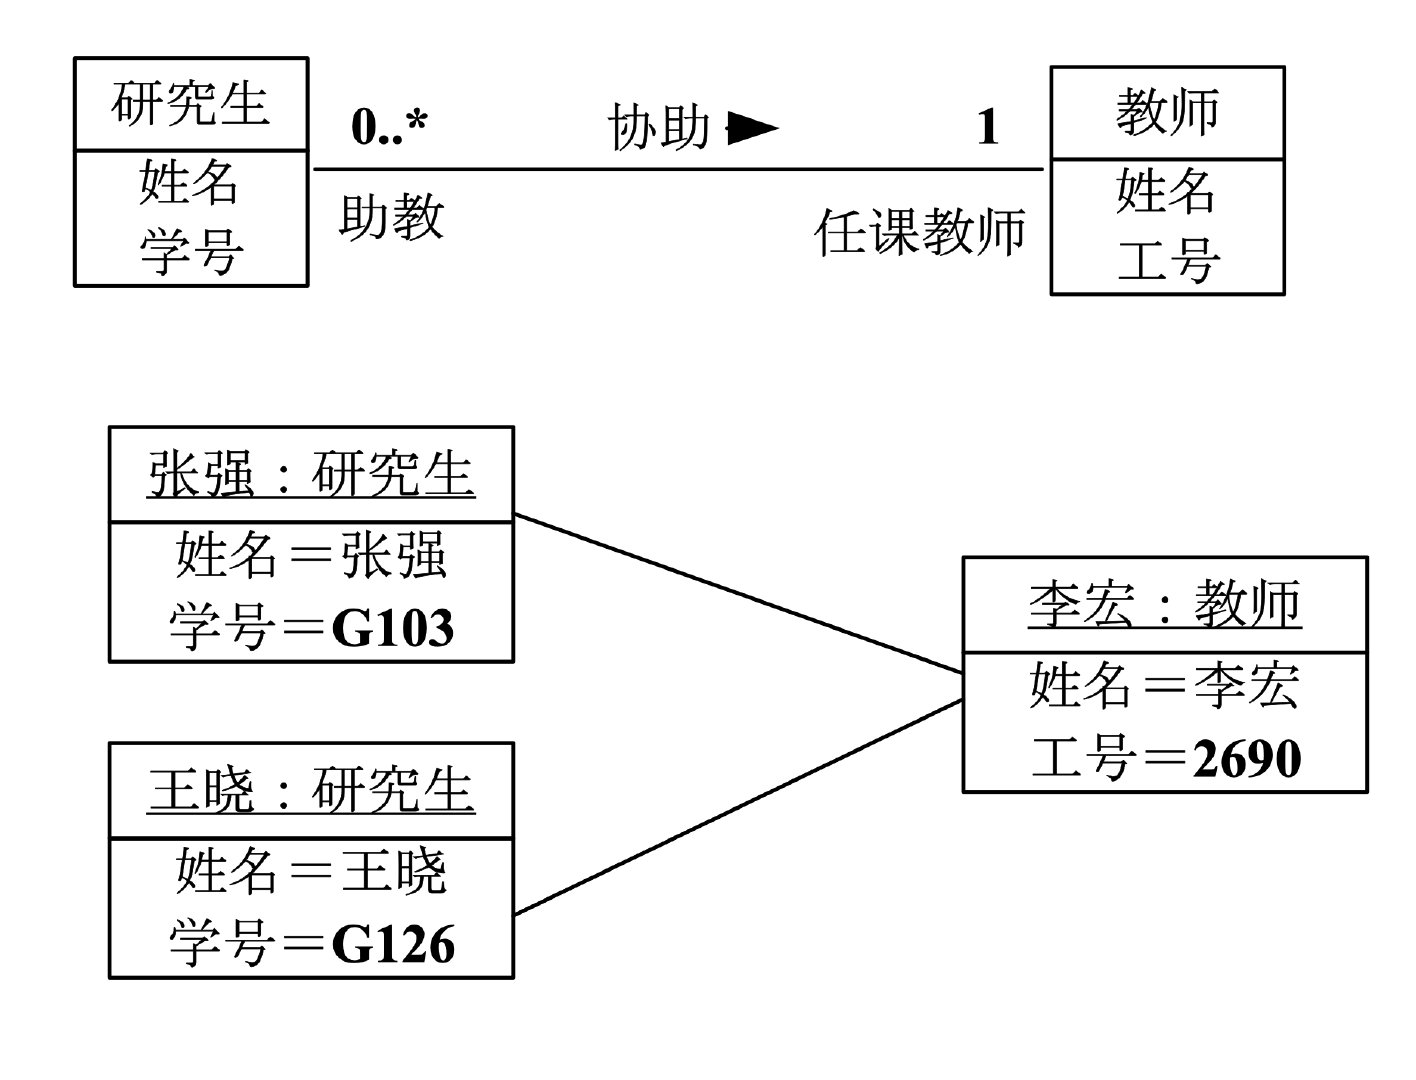 研究生
姓名
学号
0..*
协助
1
助教
任课教师
教师
姓名
工号
张强：研究生
姓名＝张强
学号＝G103
王晓：研究生
姓名＝王晓
学号＝G126
李宏：教师
姓名＝李宏
工号＝2690